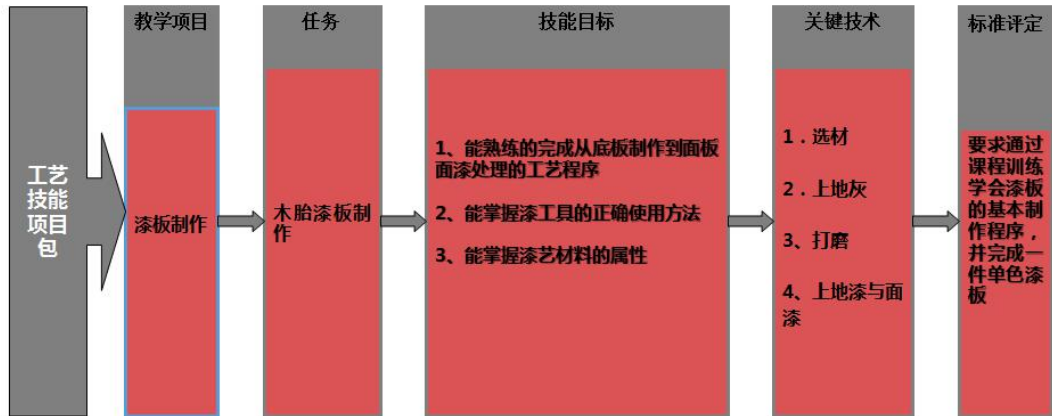 工艺
技能
项目
包
教学项目
漆板制作
任务
木胎漆板制
作
技能目标
1、能熟练的完成从底板制作到面板
面漆处理的工艺程序
2、能掌握漆工具的正确使用方法
3、能掌握漆艺材料的属性
关键技术
1．选材
2．上地灰
3、打磨
4、上地漆与面
漆
标准评定
要求通过
课程训练
学会漆板
的基本制
作程序，
并完成一
件单色漆
板